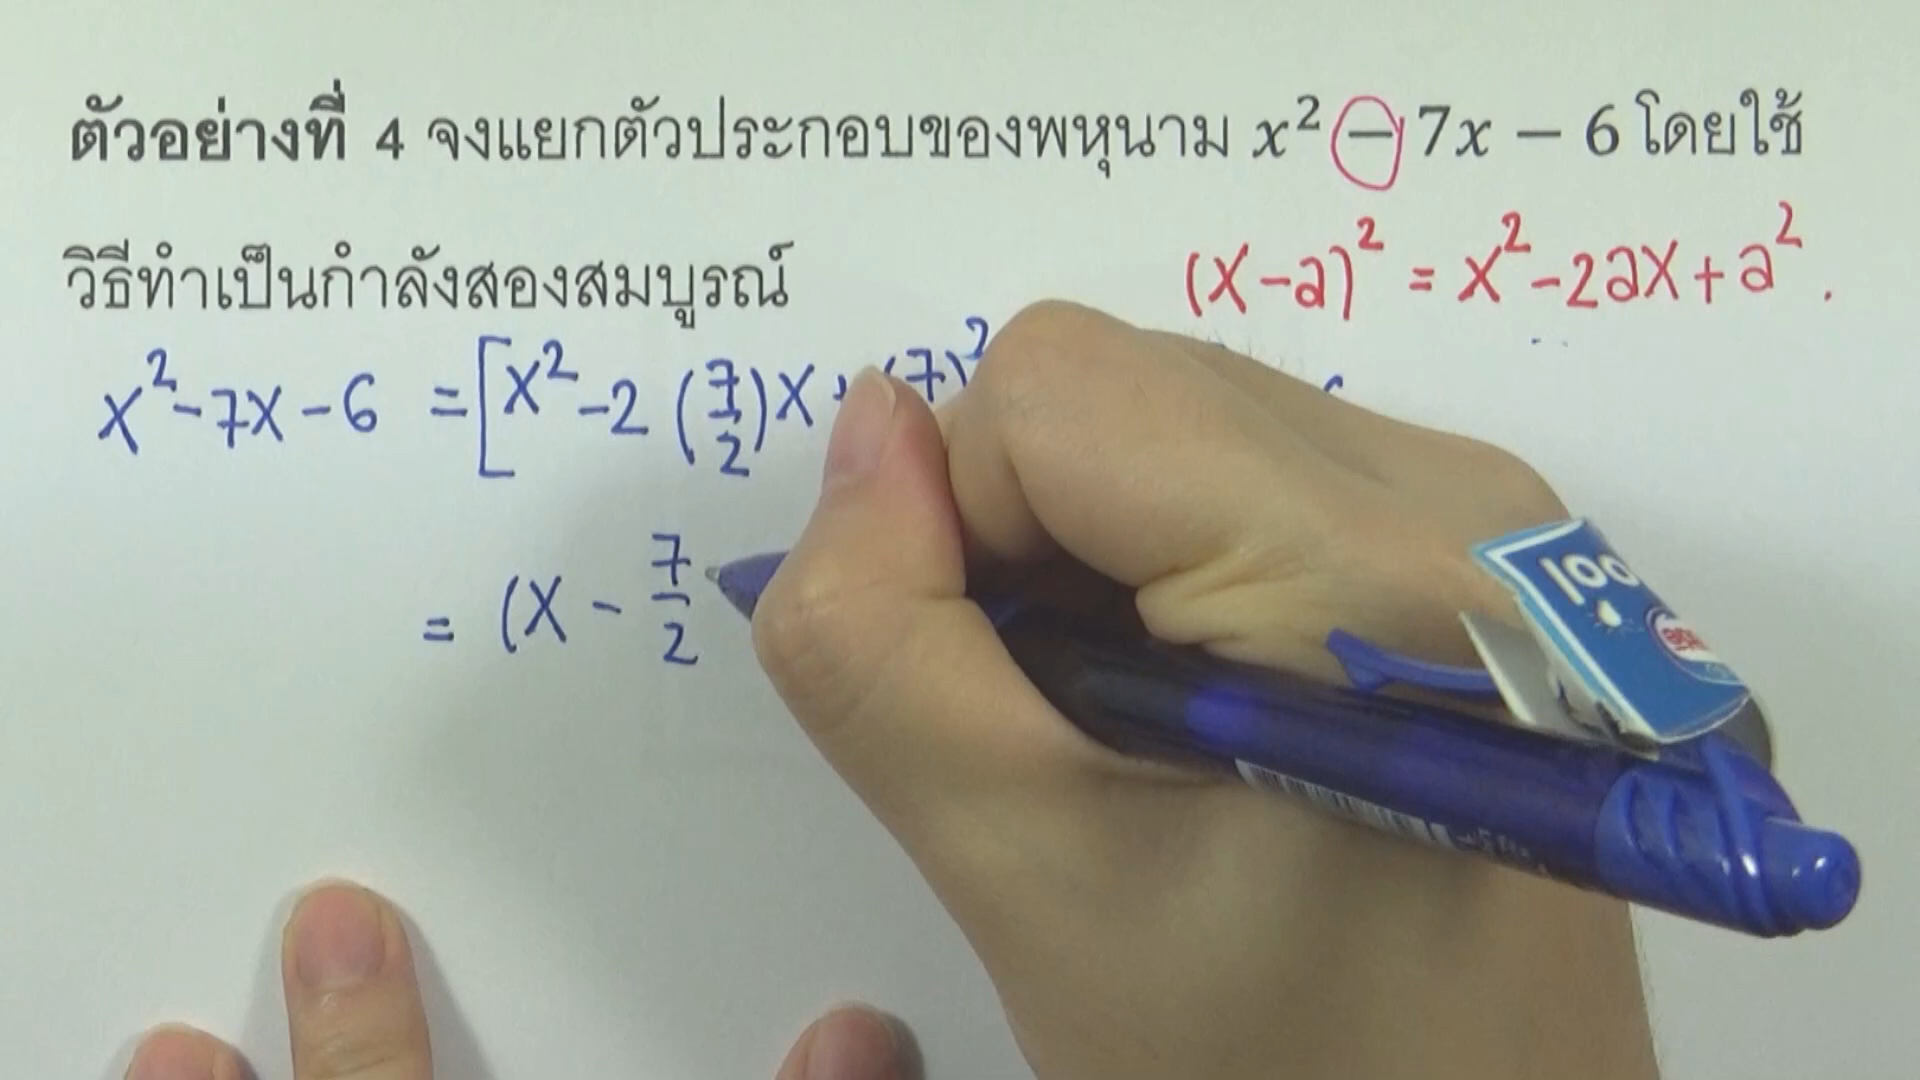 ตัวอย่างที่ 4 จงแยกตัวประกอบของพหุนาม x² − 7x − 6 โดยใช้
วิธีทำเป็นกำลังสองสมบูรณ์
(x-a)² = x²-2ax+a².
x²-7x-6 = [x²-2(7/2)x+(7)²
= (x - 7/2
100